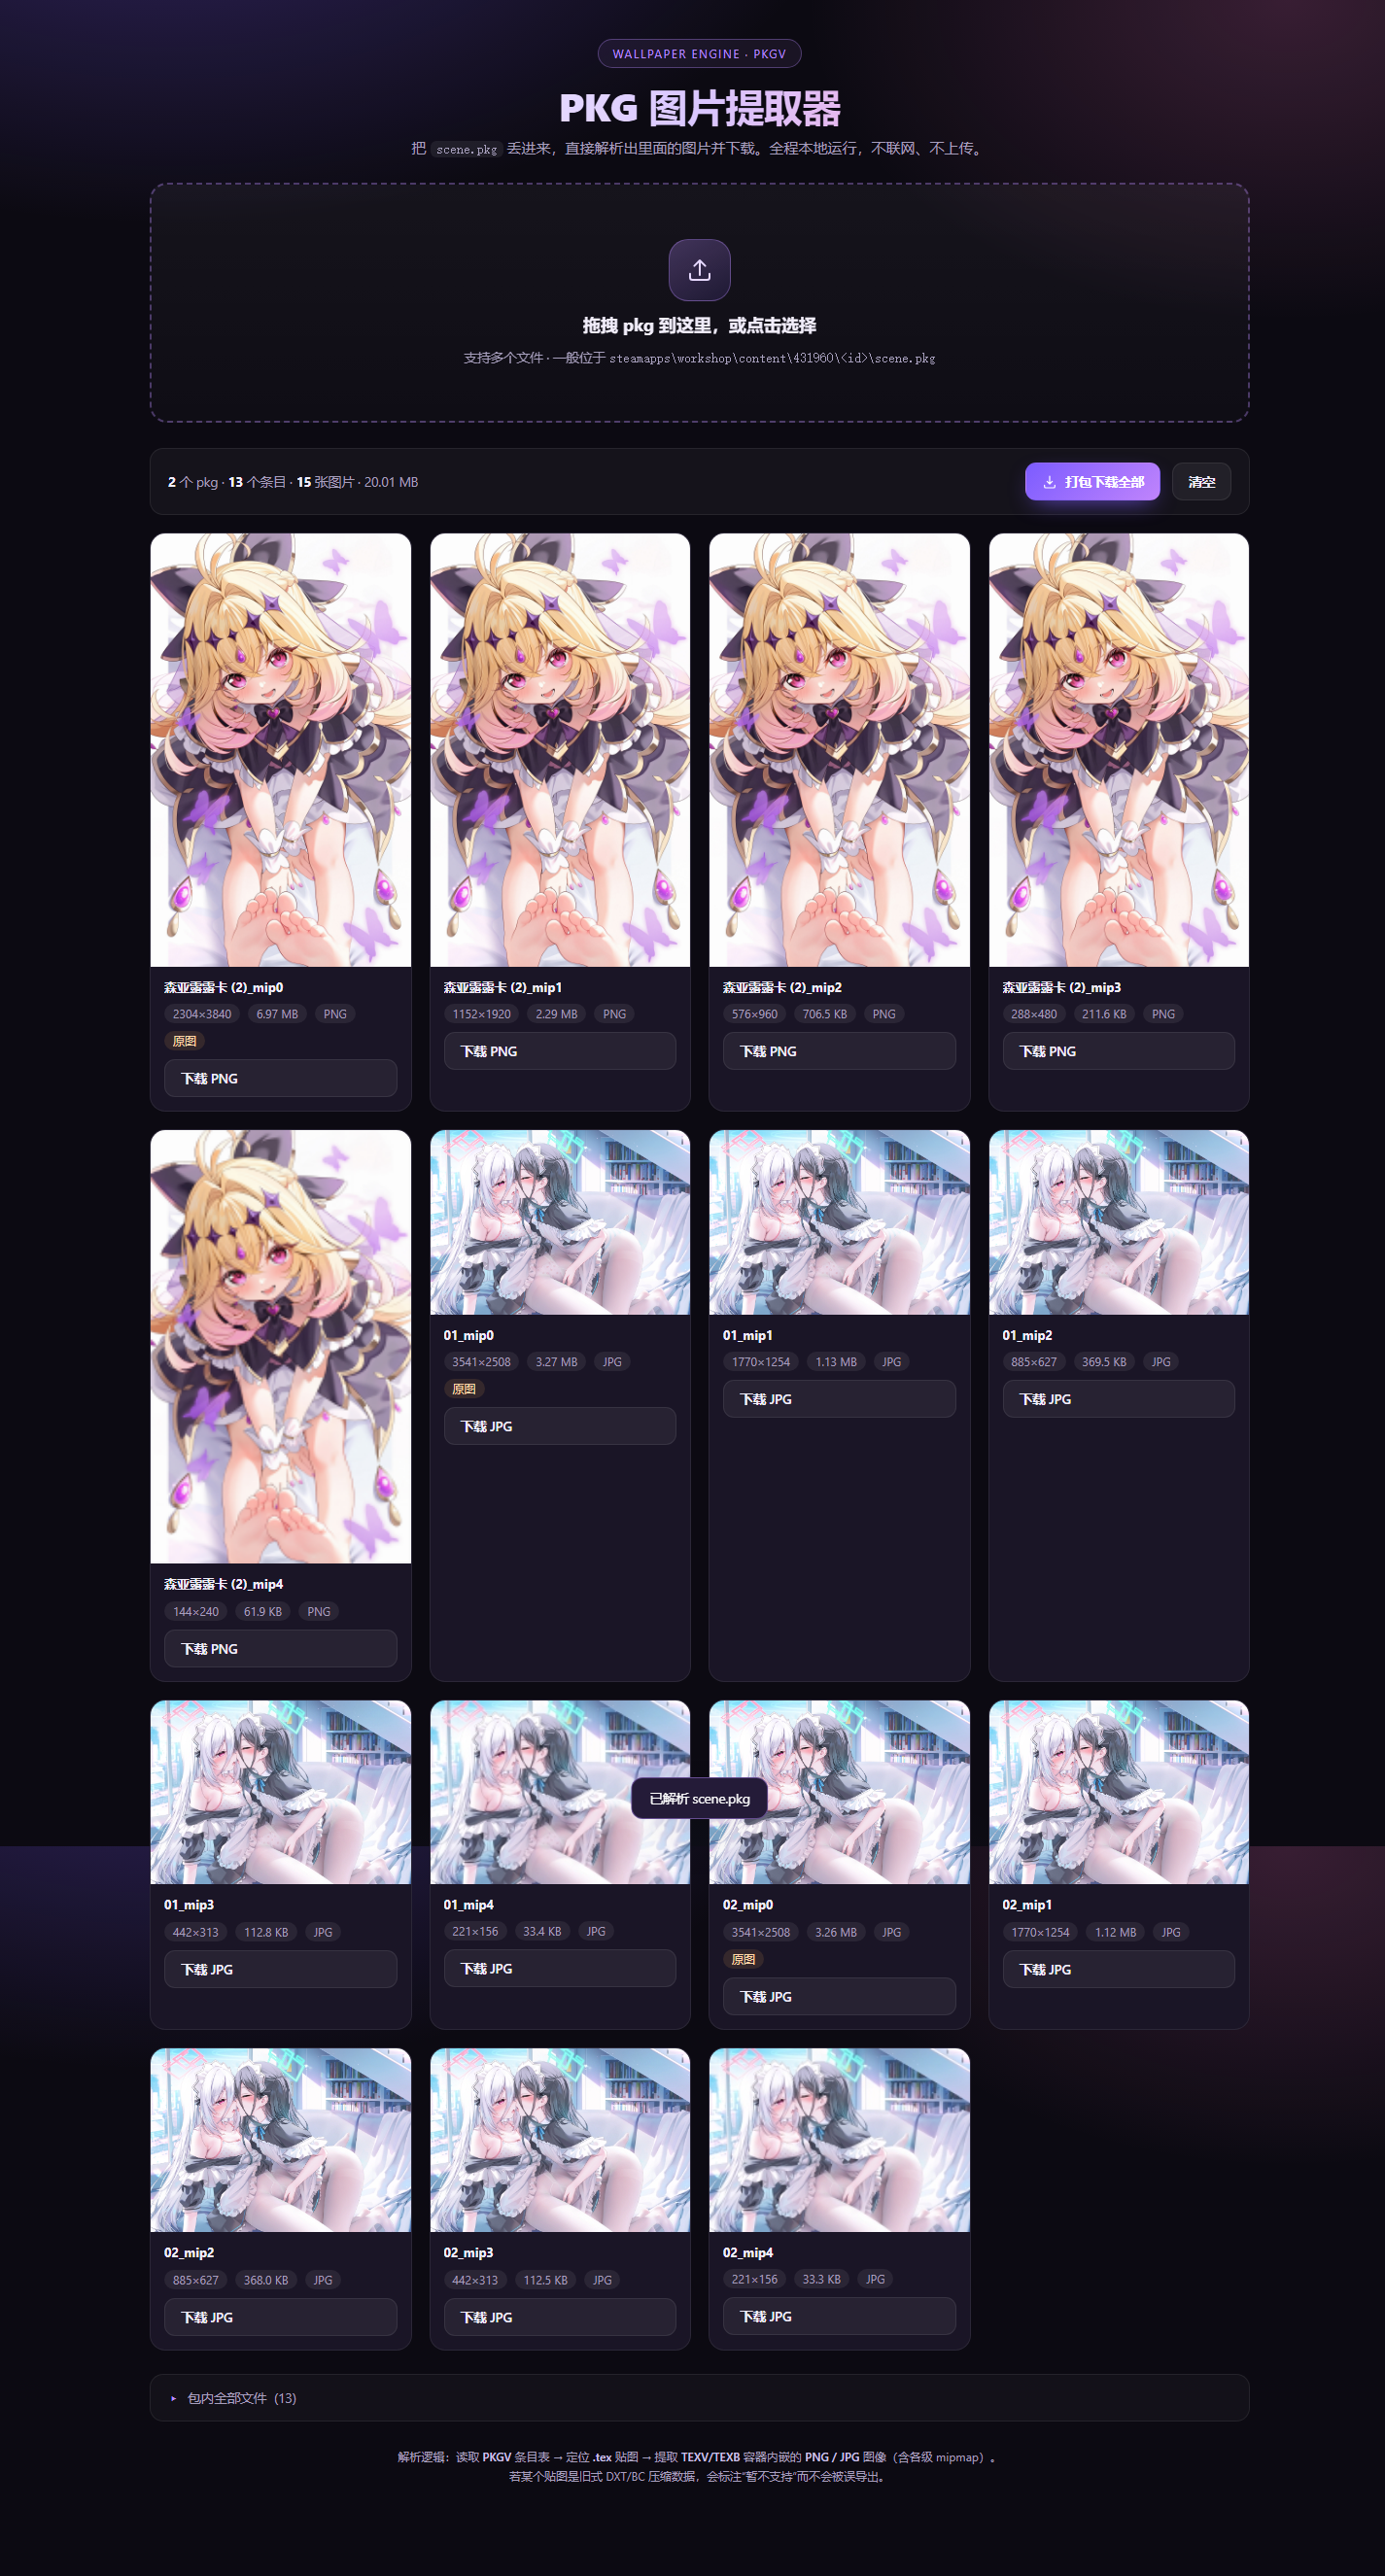 WALLPAPER ENGINE · PKGV
PKG 图片提取器
把 scene.pkg 丢进来，直接解析出里面的图片并下载。全程本地运行，不联网、不上传。
拖拽 pkg 到这里，或点击选择
支持多个文件 · 一般位于 steamapps\workshop\content\431960\<id>\scene.pkg
2 个 pkg · 13 个条目 · 15 张图片 · 20.01 MB
打包下载全部
清空
森亚露露卡 (2)_mip0
2304×3840 6.97 MB PNG
原图
下载 PNG
森亚露露卡 (2)_mip1
1152×1920 2.29 MB PNG
下载 PNG
森亚露露卡 (2)_mip2
576×960 706.5 KB PNG
下载 PNG
森亚露露卡 (2)_mip3
288×480 211.6 KB PNG
下载 PNG
森亚露露卡 (2)_mip4
144×240 61.9 KB PNG
下载 PNG
01_mip0
3541×2508 3.27 MB JPG
原图
下载 JPG
01_mip1
1770×1254 1.13 MB JPG
下载 JPG
01_mip2
885×627 369.5 KB JPG
下载 JPG
01_mip3
442×313 112.8 KB JPG
下载 JPG
01_mip4
221×156 33.4 KB JPG
下载 JPG
已解析 scene.pkg
02_mip0
3541×2508 3.26 MB JPG
原图
下载 JPG
02_mip1
1770×1254 1.12 MB JPG
下载 JPG
02_mip2
885×627 368.0 KB JPG
下载 JPG
02_mip3
442×313 112.5 KB JPG
下载 JPG
02_mip4
221×156 33.3 KB JPG
下载 JPG
包内全部文件（13）
解析逻辑：读取 PKGV 条目表 → 定位 .tex 贴图 → 提取 TEXV/TEXB 容器内嵌的 PNG / JPG 图像（含各级 mipmap）。
若某个贴图是旧式 DXT/BC 压缩数据，会标注“暂不支持”而不会被误导出。